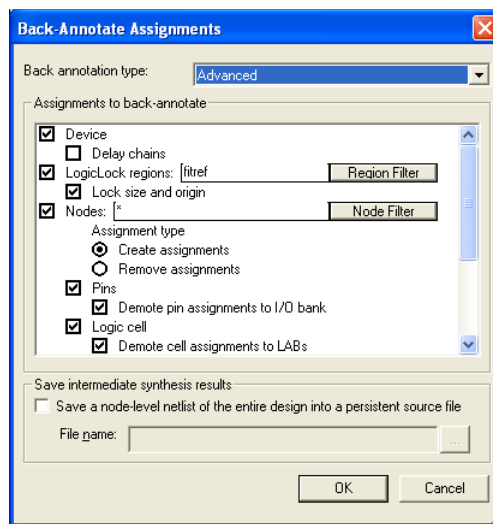 Back-Annotate Assignments
Back annotation type: Advanced
Assignments to back-annotate
Device
Delay chains
LogicLock regions: fitref Region Filter
Lock size and origin
Nodes: * Node Filter
Assignment type
Create assignments
Remove assignments
Pins
Demote pin assignments to I/O bank
Logic cell
Demote cell assignments to LABs
Save intermediate synthesis results
Save a node-level netlist of the entire design into a persistent source file
File name: ...
OK Cancel